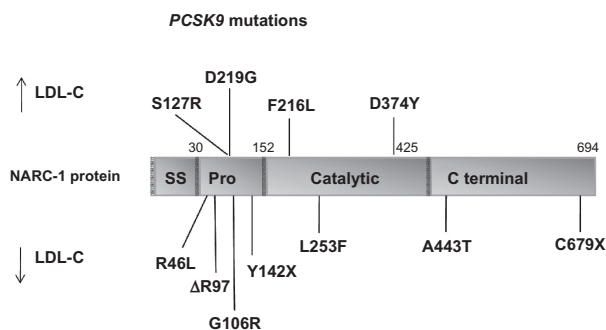 PCSK9 mutations
D219G
LDL-C
S127R
F216L
D374Y
30
152
425
694
NARC-1 protein
SS
Pro
Catalytic
C terminal
LDL-C
R46L
ΔR97
G106R
Y142X
L253F
A443T
C679X